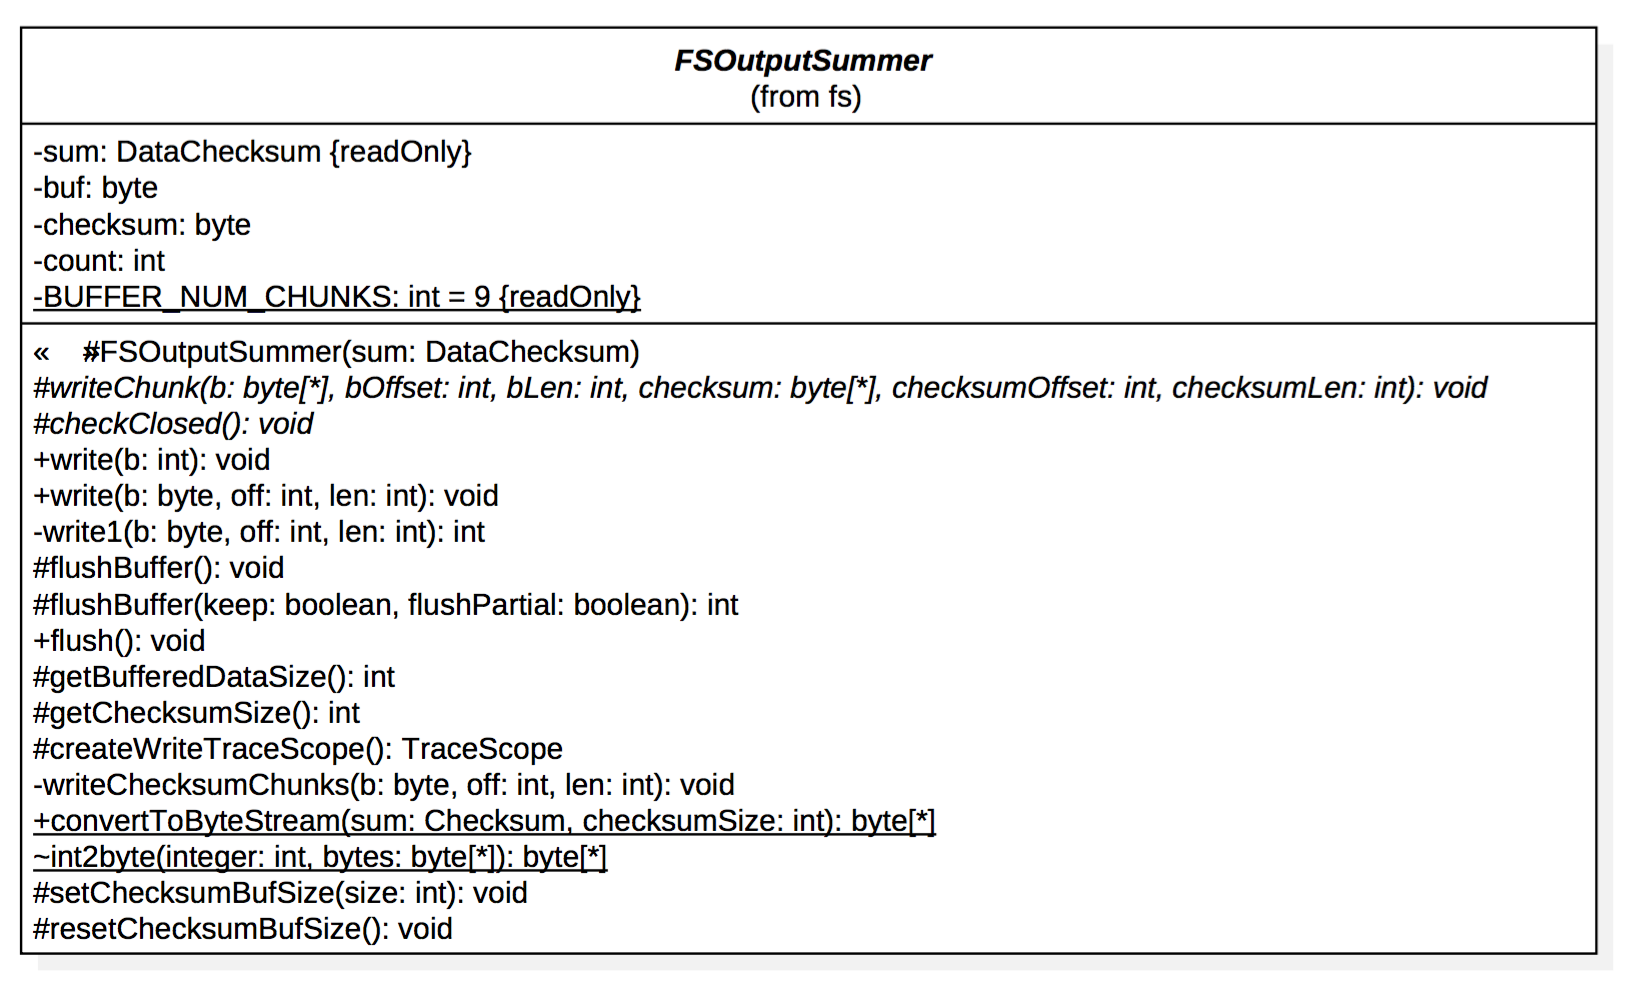 FSOutputSummer
(from fs)
-sum: DataChecksum {readOnly}
-buf: byte
-checksum: byte
-count: int
-BUFFER_NUM_CHUNKS: int = 9 {readOnly}
« »#FSOutputSummer(sum: DataChecksum)
#writeChunk(b: byte[*], bOffset: int, bLen: int, checksum: byte[*], checksumOffset: int, checksumLen: int): void
#checkClosed(): void
+write(b: int): void
+write(b: byte, off: int, len: int): void
-write1(b: byte, off: int, len: int): int
#flushBuffer(): void
#flushBuffer(keep: boolean, flushPartial: boolean): int
+flush(): void
#getBufferedDataSize(): int
#getChecksumSize(): int
#createWriteTraceScope(): TraceScope
-writeChecksumChunks(b: byte, off: int, len: int): void
+convertToByteStream(sum: Checksum, checksumSize: int): byte[*]
~int2byte(integer: int, bytes: byte[*]): byte[*]
#setChecksumBufSize(size: int): void
#resetChecksumBufSize(): void